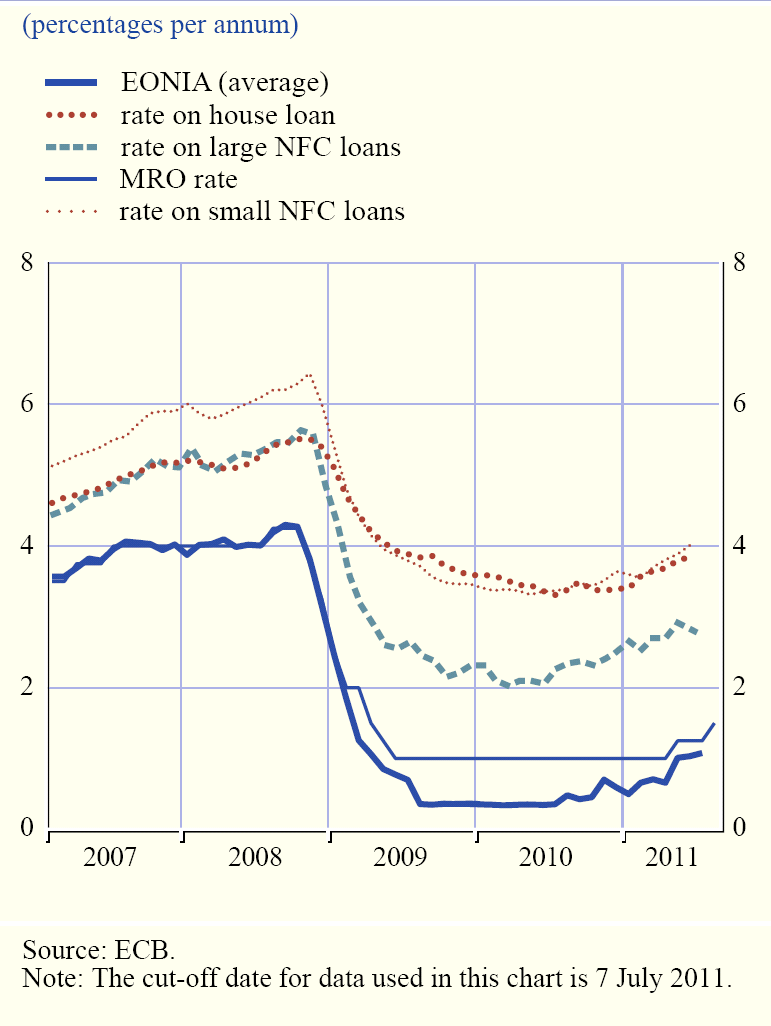 (percentages per annum)
EONIA (average)
rate on house loan
rate on large NFC loans
MRO rate
rate on small NFC loans
8 8
6 6
4 4
2 2
0 0
2007 2008 2009 2010 2011
Source: ECB.
Note: The cut-off date for data used in this chart is 7 July 2011.